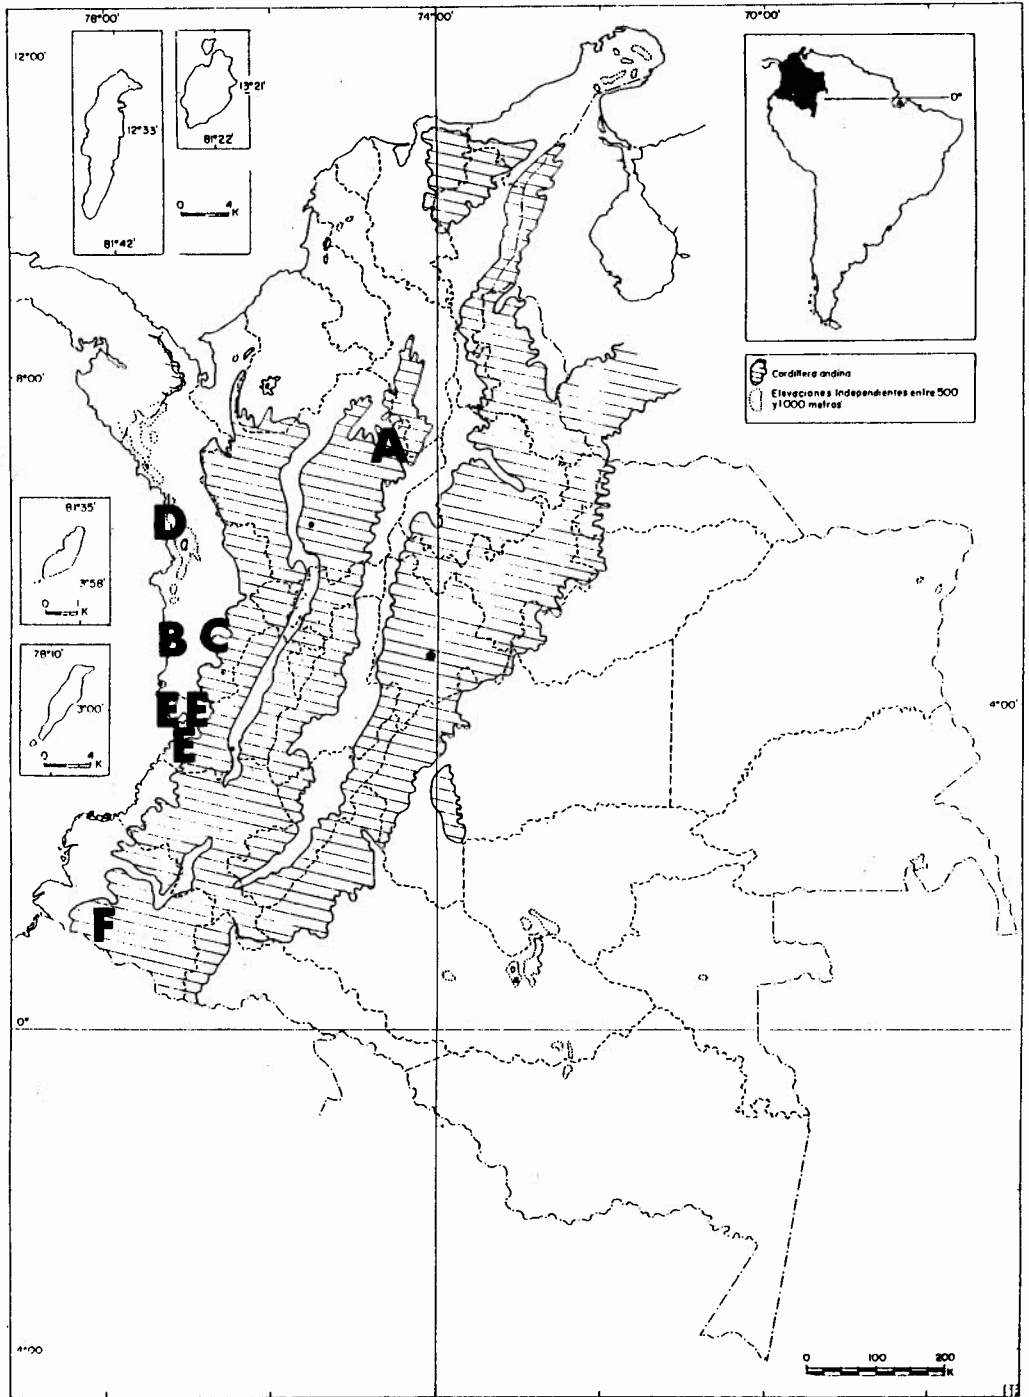 78°00'
74°00'
70°00'
12°00'
13°21'
81°22'
12°33'
81°42'
0 4
K
0°
8°00'
Cordillera andina
Elevaciones Independientes entre 500
y 1000 metros
A
81°35'
3°58'
0 1
K
D
B C
78°10'
3°00'
0 4
K
E E
E
4°00'
F
0°
4°00
0 100 200
K